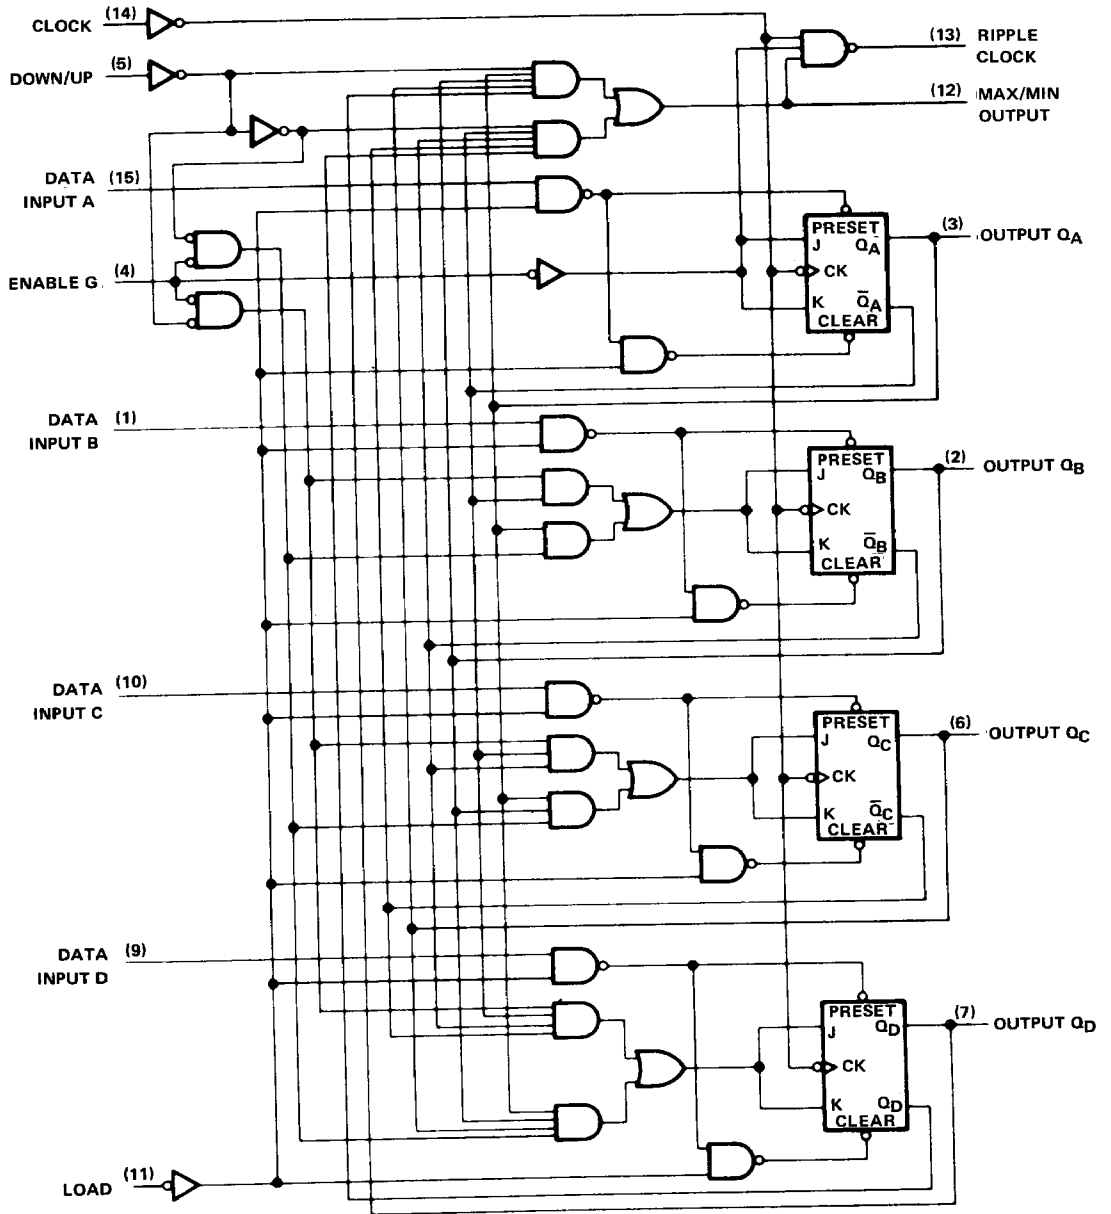 CLOCK (14)
(13) RIPPLE
CLOCK
DOWN/UP (5)
(12) MAX/MIN
OUTPUT
DATA (15)
INPUT A
PRESET
J QA
(3) OUTPUT QA
CK
K Q̄A
CLEAR
ENABLE G (4)
DATA (1)
INPUT B
PRESET
J QB
(2) OUTPUT QB
CK
K Q̄B
CLEAR
DATA (10)
INPUT C
PRESET
J QC
(6) OUTPUT QC
CK
K Q̄C
CLEAR
DATA (9)
INPUT D
PRESET
J QD
(7) OUTPUT QD
CK
K QD
CLEAR
LOAD (11)